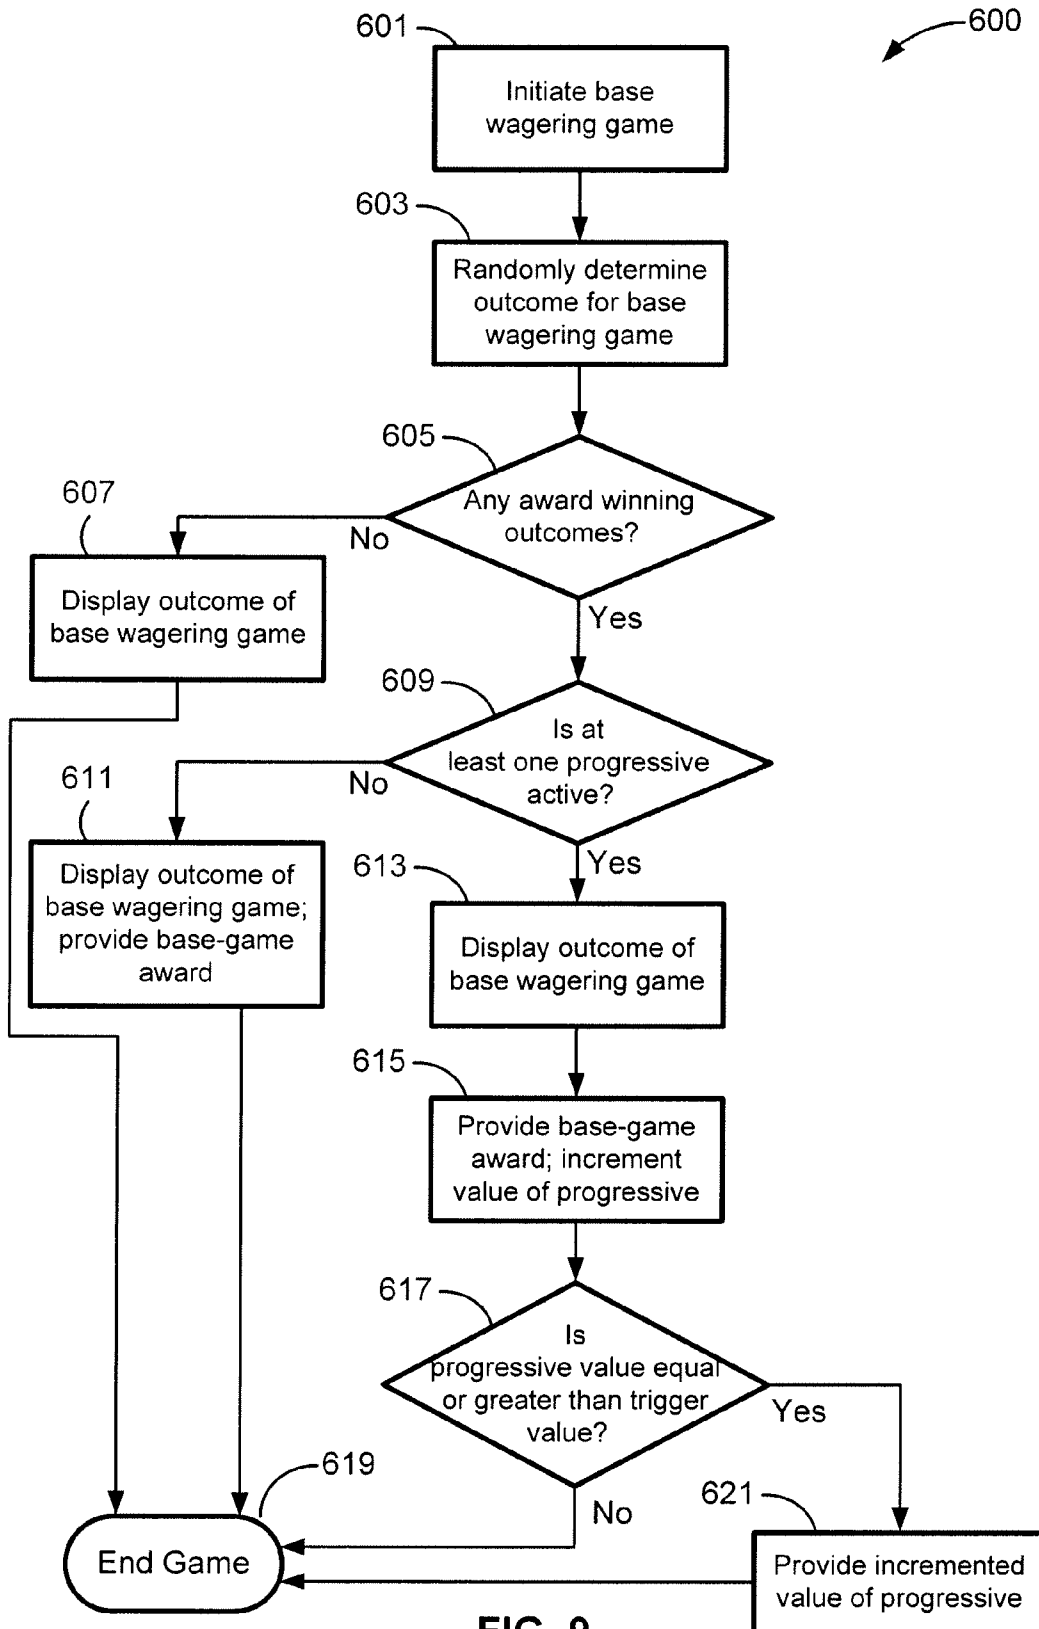 600
601
Initiate base
wagering game
603
Randomly determine
outcome for base
wagering game
605
Any award winning
outcomes?
No
Yes
607
Display outcome of
base wagering game
609
Is at
least one progressive
active?
No
Yes
611
Display outcome of
base wagering game;
provide base-game
award
613
Display outcome of
base wagering game
615
Provide base-game
award; increment
value of progressive
617
Is
progressive value equal
or greater than trigger
value?
Yes
No
619
End Game
621
Provide incremented
value of progressive
FIG. 9